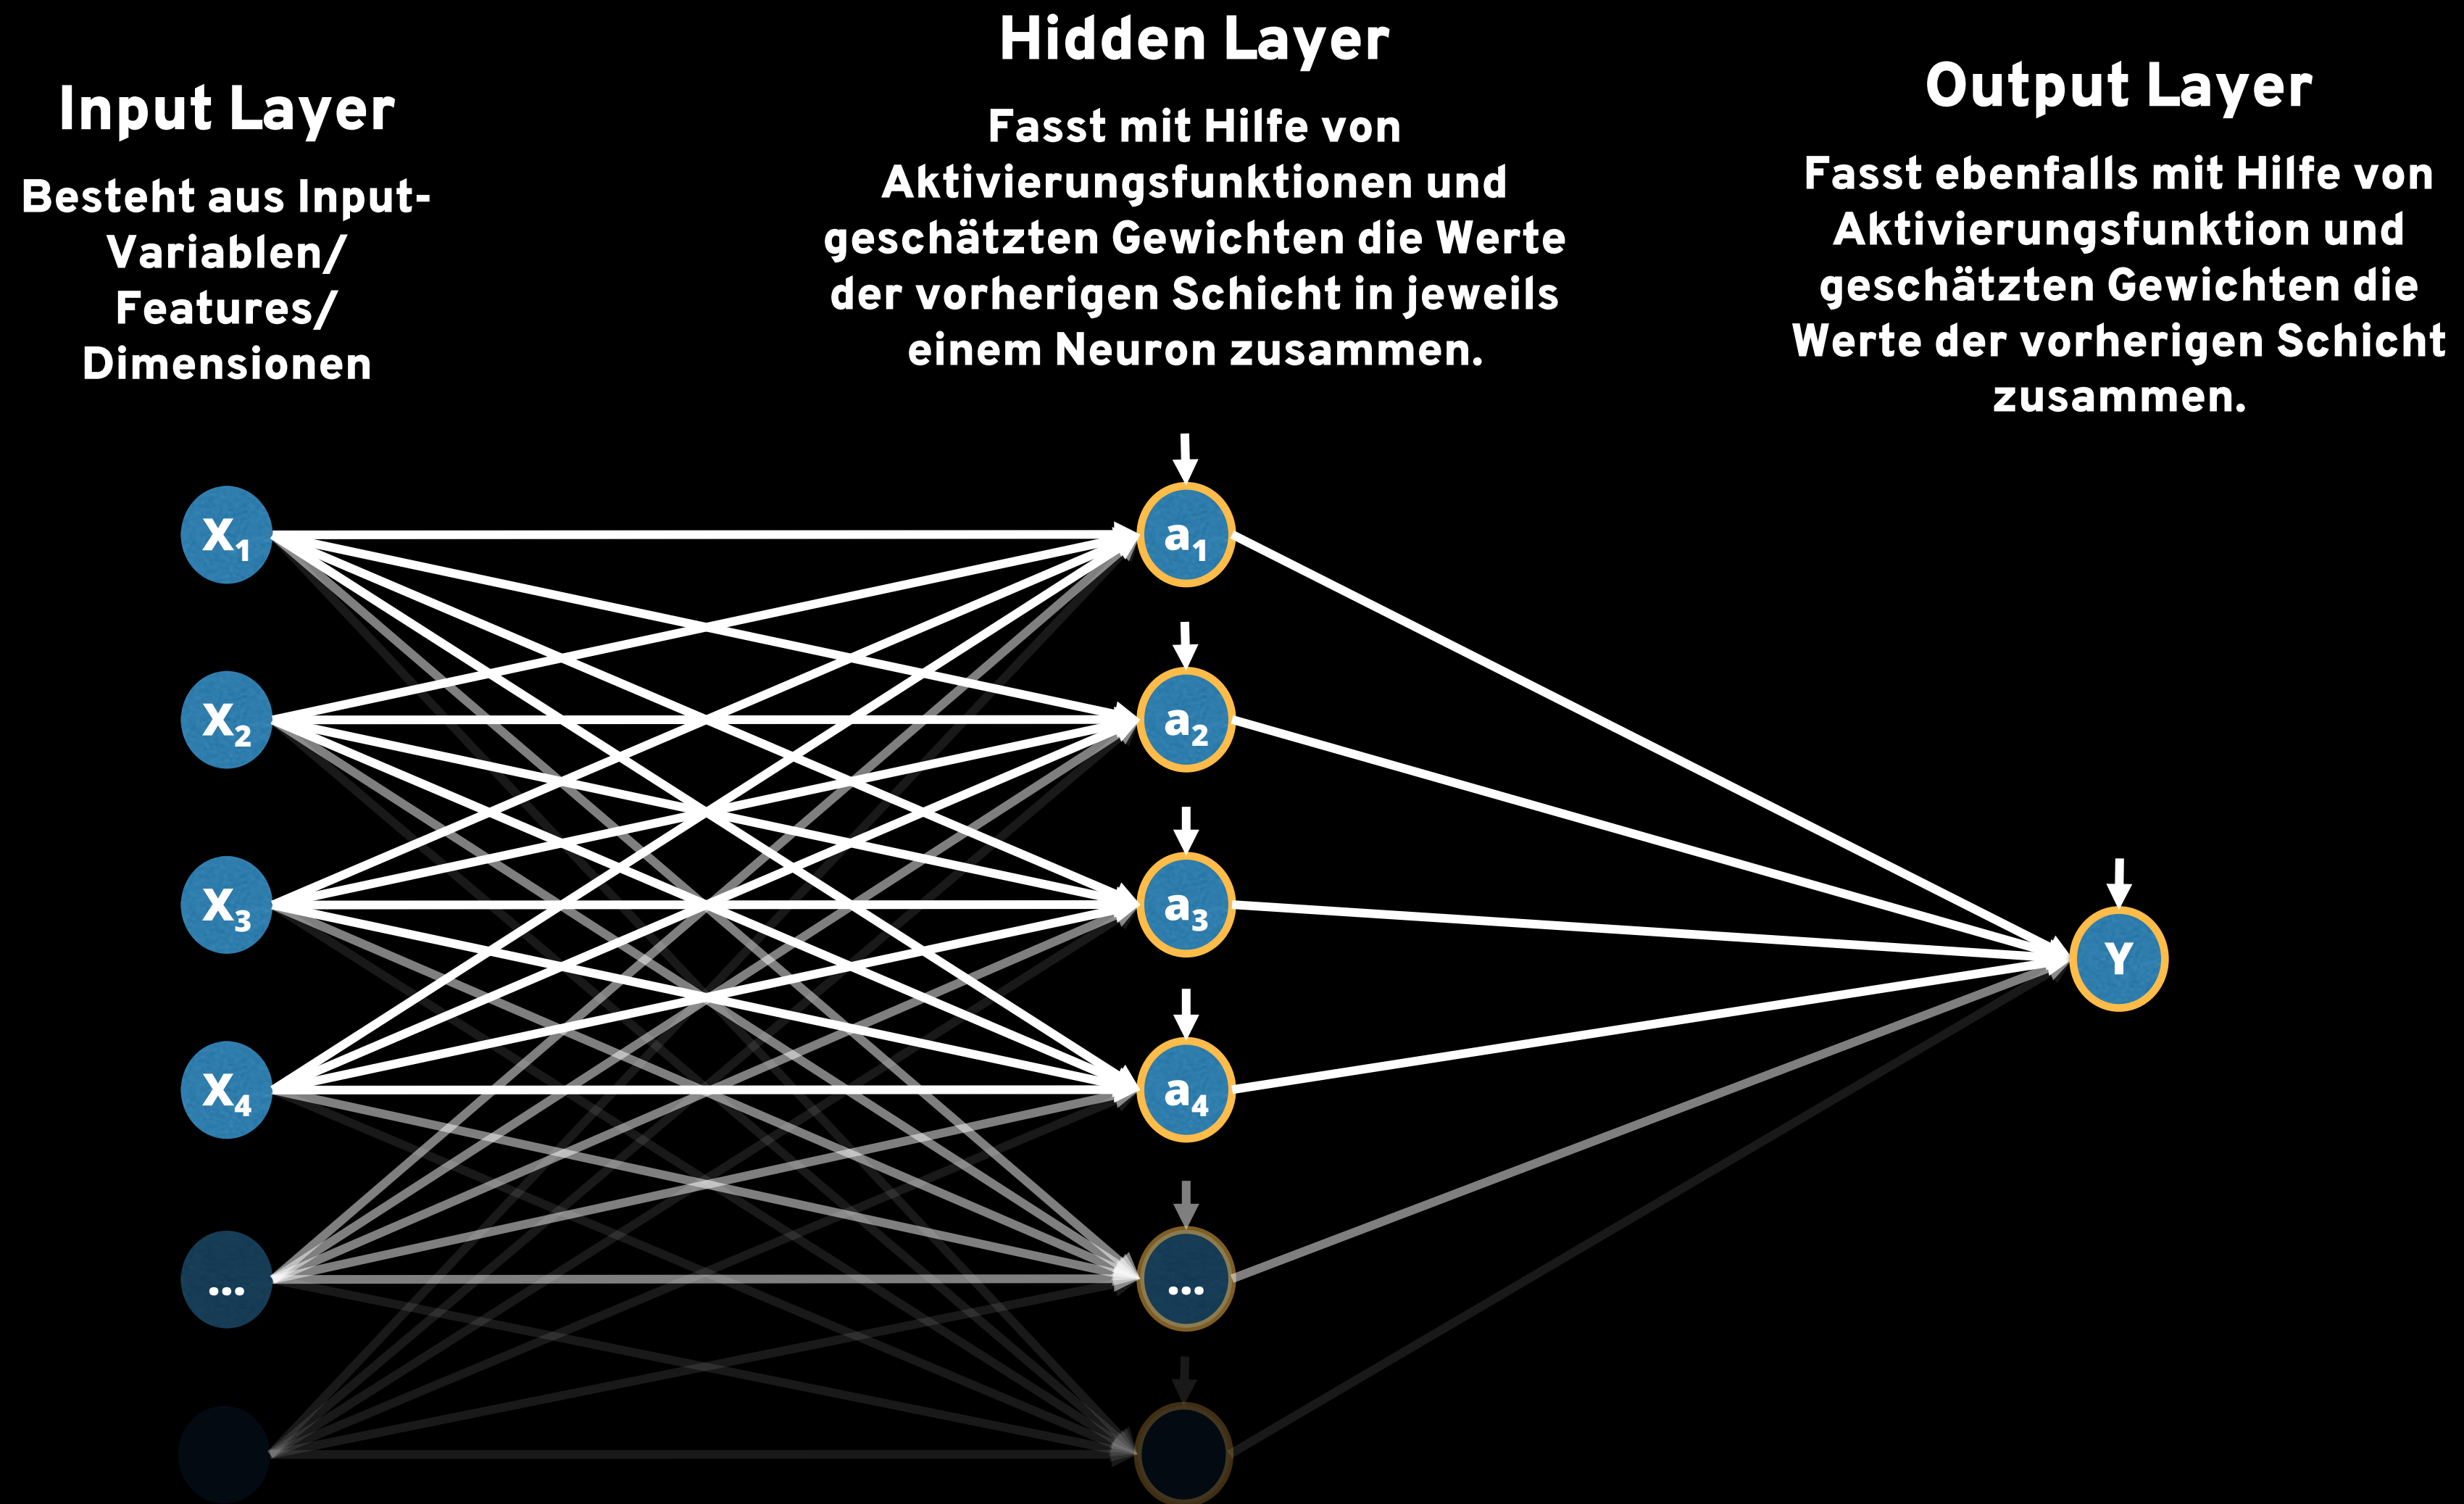 Input Layer
Besteht aus Input-
Variablen/
Features/
Dimensionen
Hidden Layer
Fasst mit Hilfe von
Aktivierungsfunktionen und
geschätzten Gewichten die Werte
der vorherigen Schicht in jeweils
einem Neuron zusammen.
Output Layer
Fasst ebenfalls mit Hilfe von
Aktivierungsfunktion und
geschätzten Gewichten die
Werte der vorherigen Schicht
zusammen.
X₁
X₂
X₃
X₄
...
a₁
a₂
a₃
a₄
...
Y